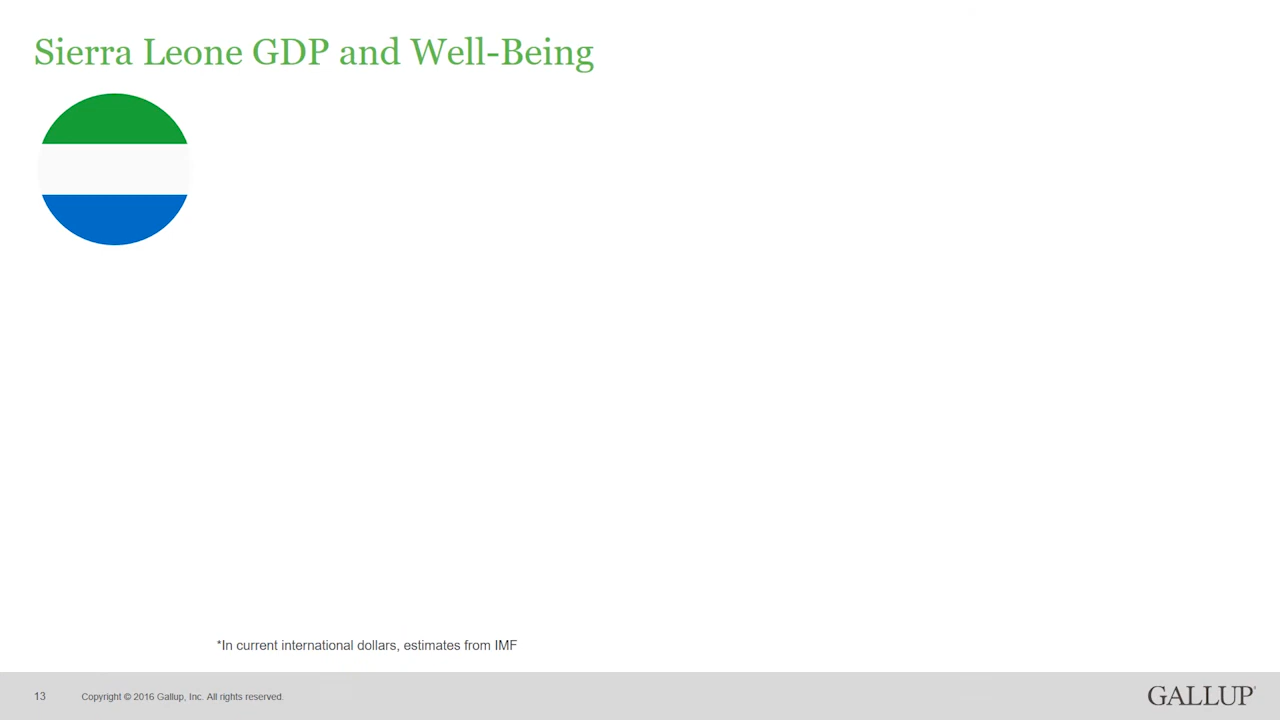 Sierra Leone GDP and Well-Being
*In current international dollars, estimates from IMF
13
Copyright © 2016 Gallup, Inc. All rights reserved.
GALLUP®